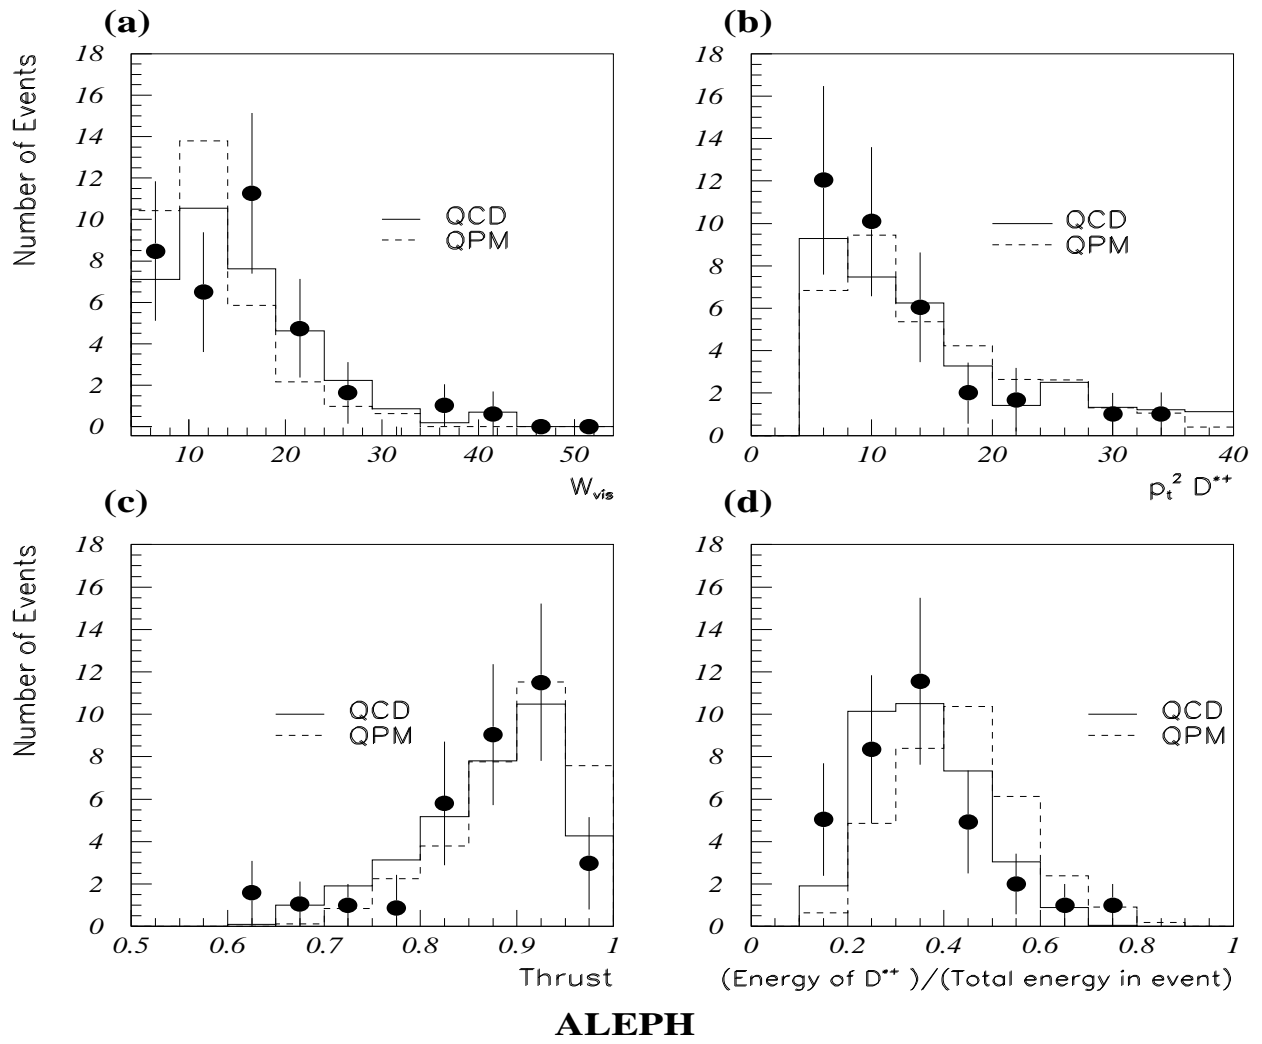 (a)
Number of Events
18
16
14
12
10
8
6
4
2
0
QCD
QPM
10 20 30 40 50
W_vis
(b)
18
16
14
12
10
8
6
4
2
0
QCD
QPM
0 10 20 30 40
p_t^2 D*+
(c)
Number of Events
18
16
14
12
10
8
6
4
2
0
QCD
QPM
0.5 0.6 0.7 0.8 0.9 1
Thrust
(d)
18
16
14
12
10
8
6
4
2
0
QCD
QPM
0 0.2 0.4 0.6 0.8 1
(Energy of D*+ )/(Total energy in event)
ALEPH